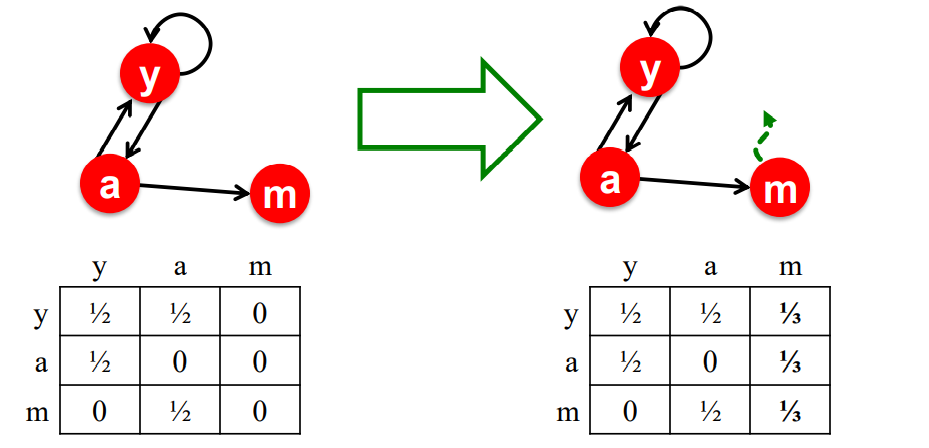 y y
a m a m
y a m y a m
y ½ ½ 0 y ½ ½ ⅓
a ½ 0 0 a ½ 0 ⅓
m 0 ½ 0 m 0 ½ ⅓